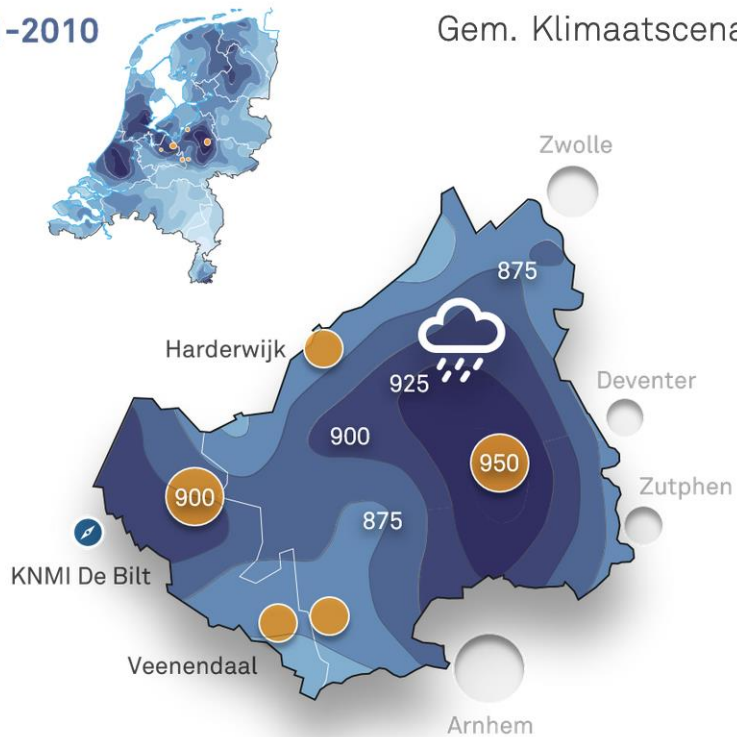 -2010
Gem. Klimaatscena
Zwolle
875
Harderwijk
925
Deventer
900
950
Zutphen
900
875
KNMI De Bilt
Veenendaal
Arnhem